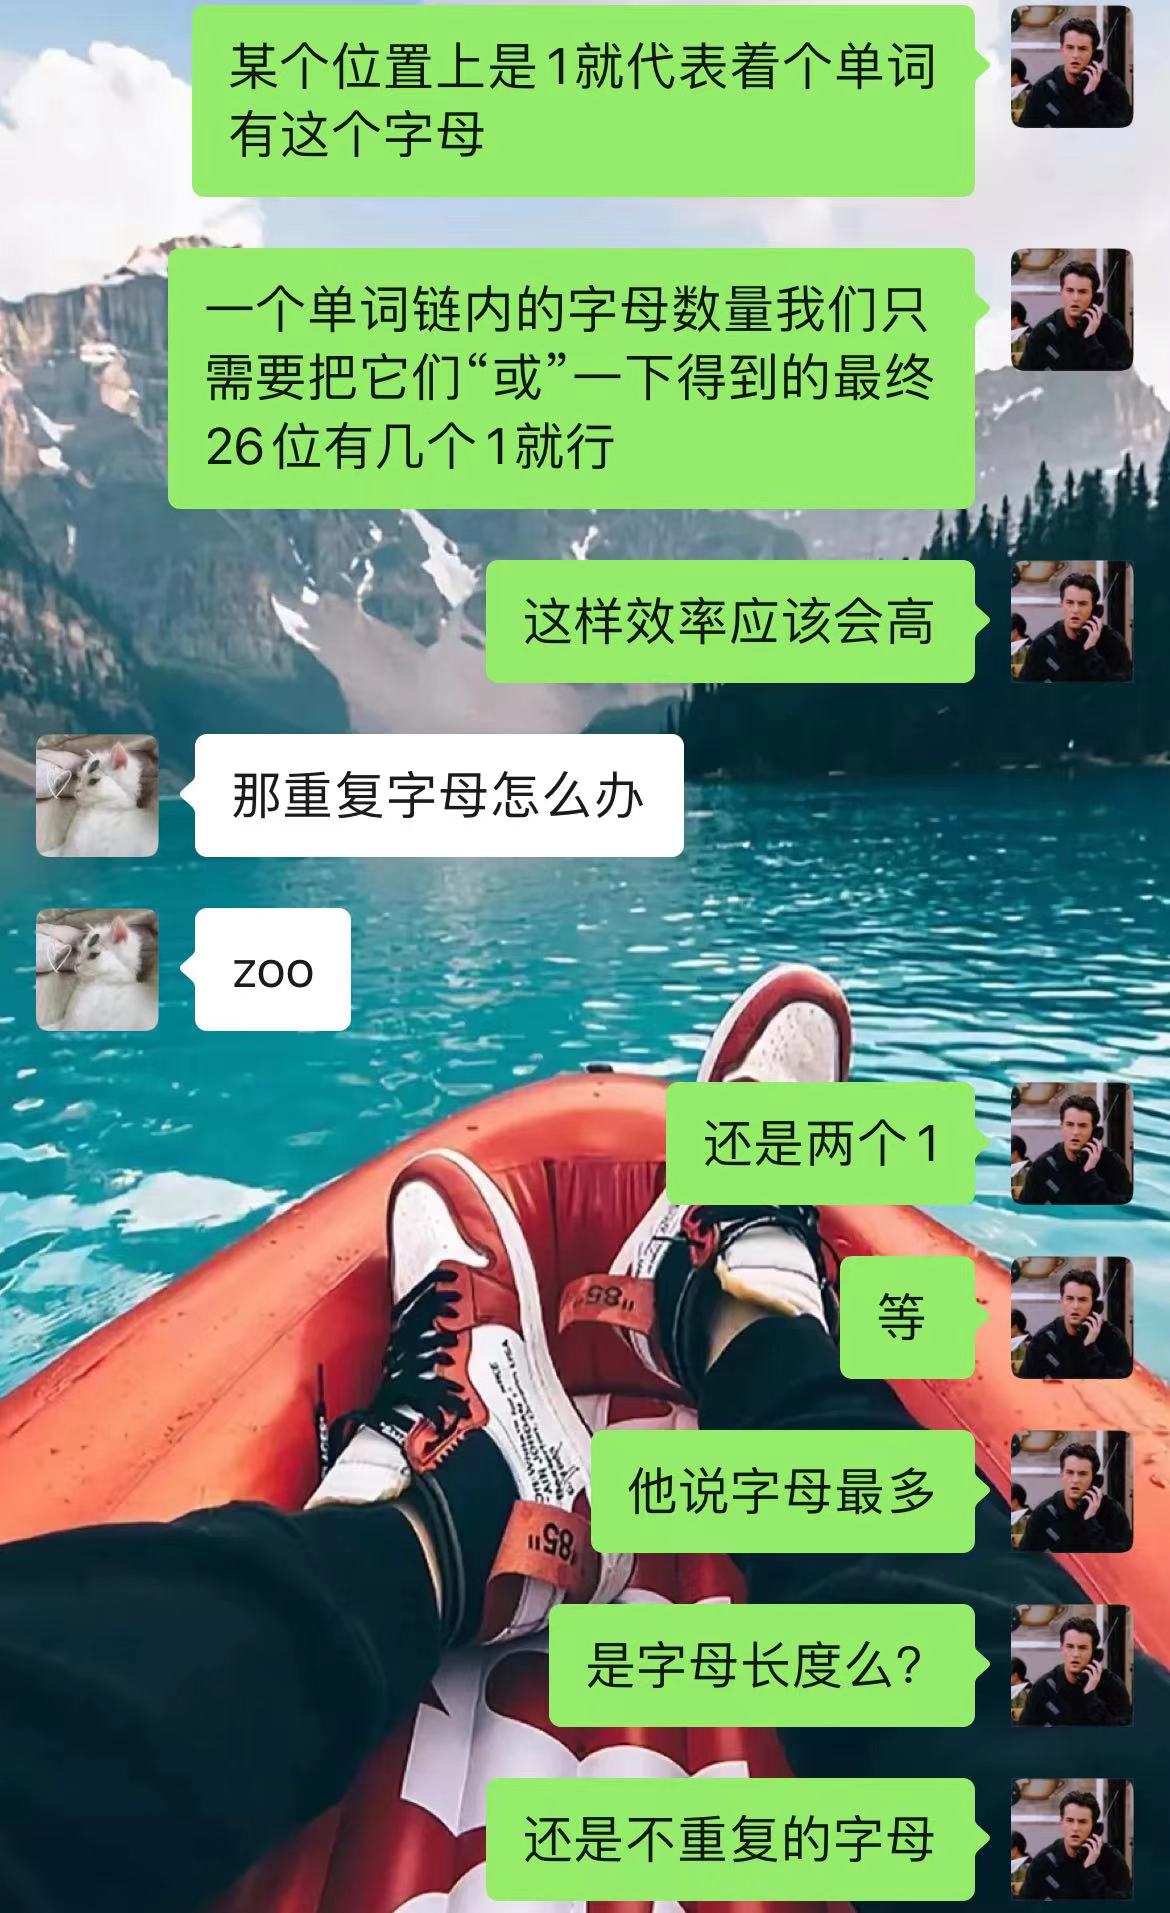 某个位置上是1就代表着个单词
有这个字母
一个单词链内的字母数量我们只
需要把它们“或”一下得到的最终
26位有几个1就行
这样效率应该会高
那重复字母怎么办
zoo
还是两个1
"85"
等
他说字母最多
"85"
是字母长度么?
还是不重复的字母